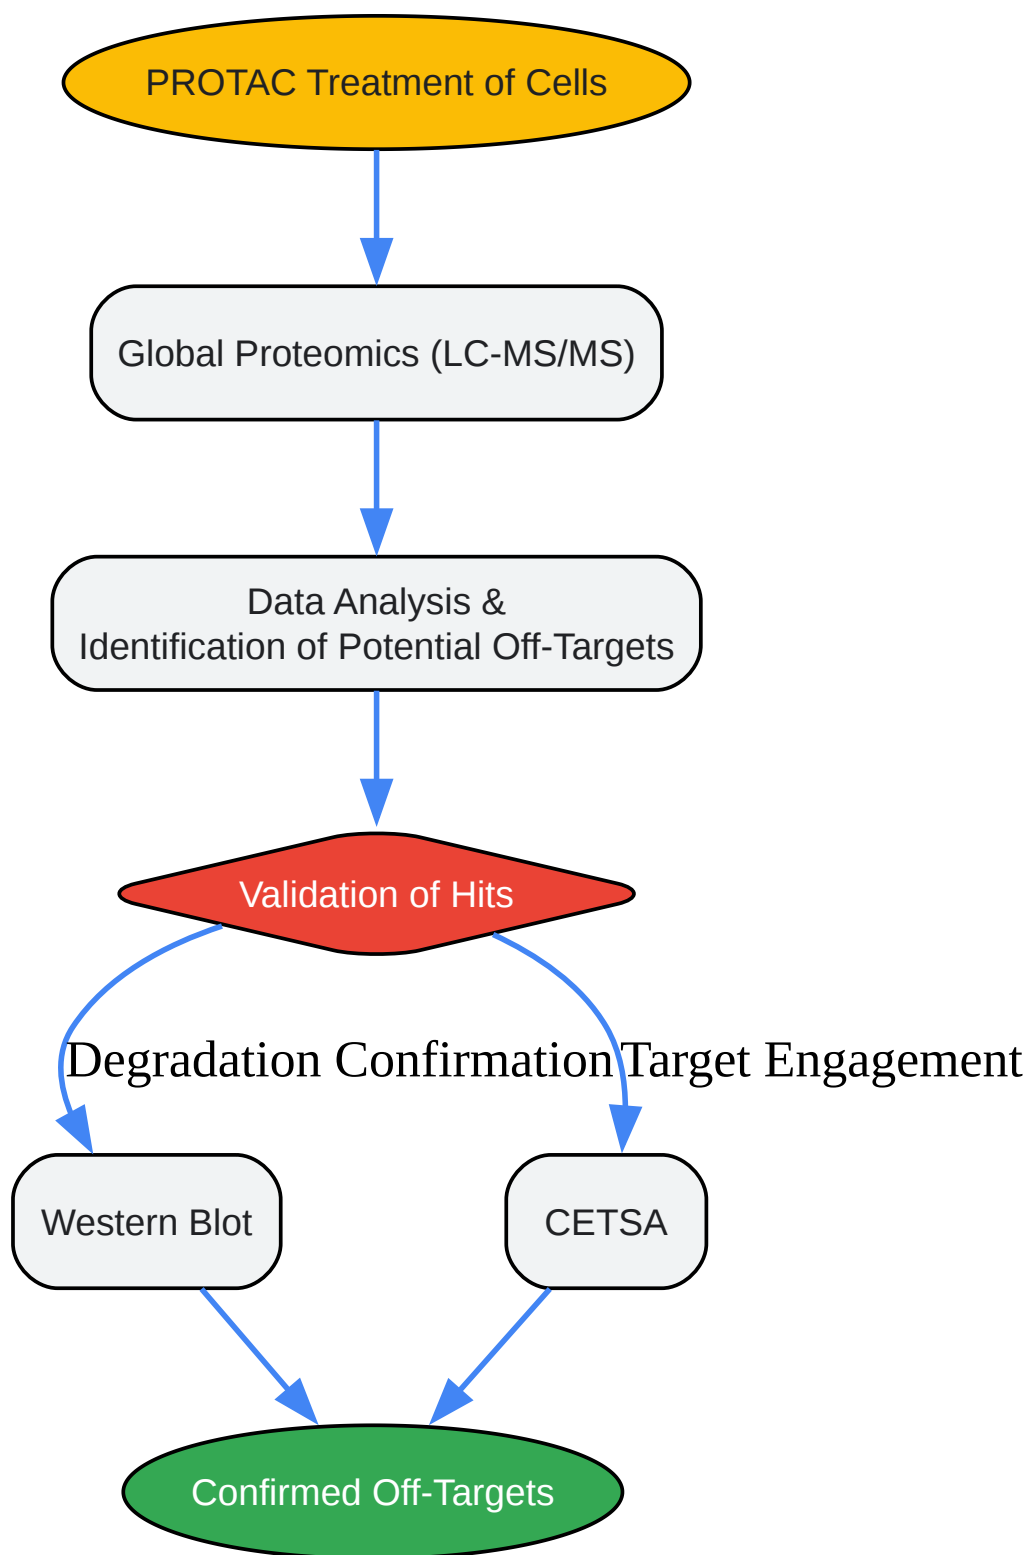 PROTAC Treatment of Cells
Global Proteomics (LC-MS/MS)
Data Analysis &
Identification of Potential Off-Targets
Validation of Hits
Degradation Confirmation
Target Engagement
Western Blot
CETSA
Confirmed Off-Targets